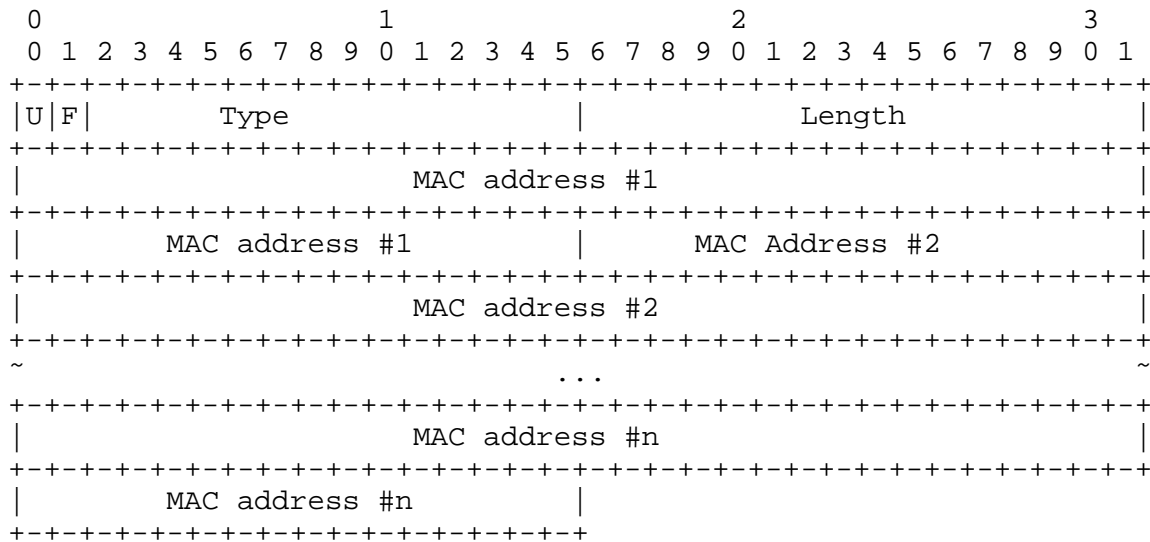 0                   1                   2                   3
 0 1 2 3 4 5 6 7 8 9 0 1 2 3 4 5 6 7 8 9 0 1 2 3 4 5 6 7 8 9 0 1
+-+-+-+-+-+-+-+-+-+-+-+-+-+-+-+-+-+-+-+-+-+-+-+-+-+-+-+-+-+-+-+-+
|U|F|       Type                |            Length             |
+-+-+-+-+-+-+-+-+-+-+-+-+-+-+-+-+-+-+-+-+-+-+-+-+-+-+-+-+-+-+-+-+
|                      MAC address #1                           |
+-+-+-+-+-+-+-+-+-+-+-+-+-+-+-+-+-+-+-+-+-+-+-+-+-+-+-+-+-+-+-+-+
|        MAC address #1         |      MAC Address #2           |
+-+-+-+-+-+-+-+-+-+-+-+-+-+-+-+-+-+-+-+-+-+-+-+-+-+-+-+-+-+-+-+-+
|                      MAC address #2                           |
+-+-+-+-+-+-+-+-+-+-+-+-+-+-+-+-+-+-+-+-+-+-+-+-+-+-+-+-+-+-+-+-+
~                              ...                              ~
+-+-+-+-+-+-+-+-+-+-+-+-+-+-+-+-+-+-+-+-+-+-+-+-+-+-+-+-+-+-+-+-+
|                      MAC address #n                           |
+-+-+-+-+-+-+-+-+-+-+-+-+-+-+-+-+-+-+-+-+-+-+-+-+-+-+-+-+-+-+-+-+
|        MAC address #n         |
+-+-+-+-+-+-+-+-+-+-+-+-+-+-+-+-+